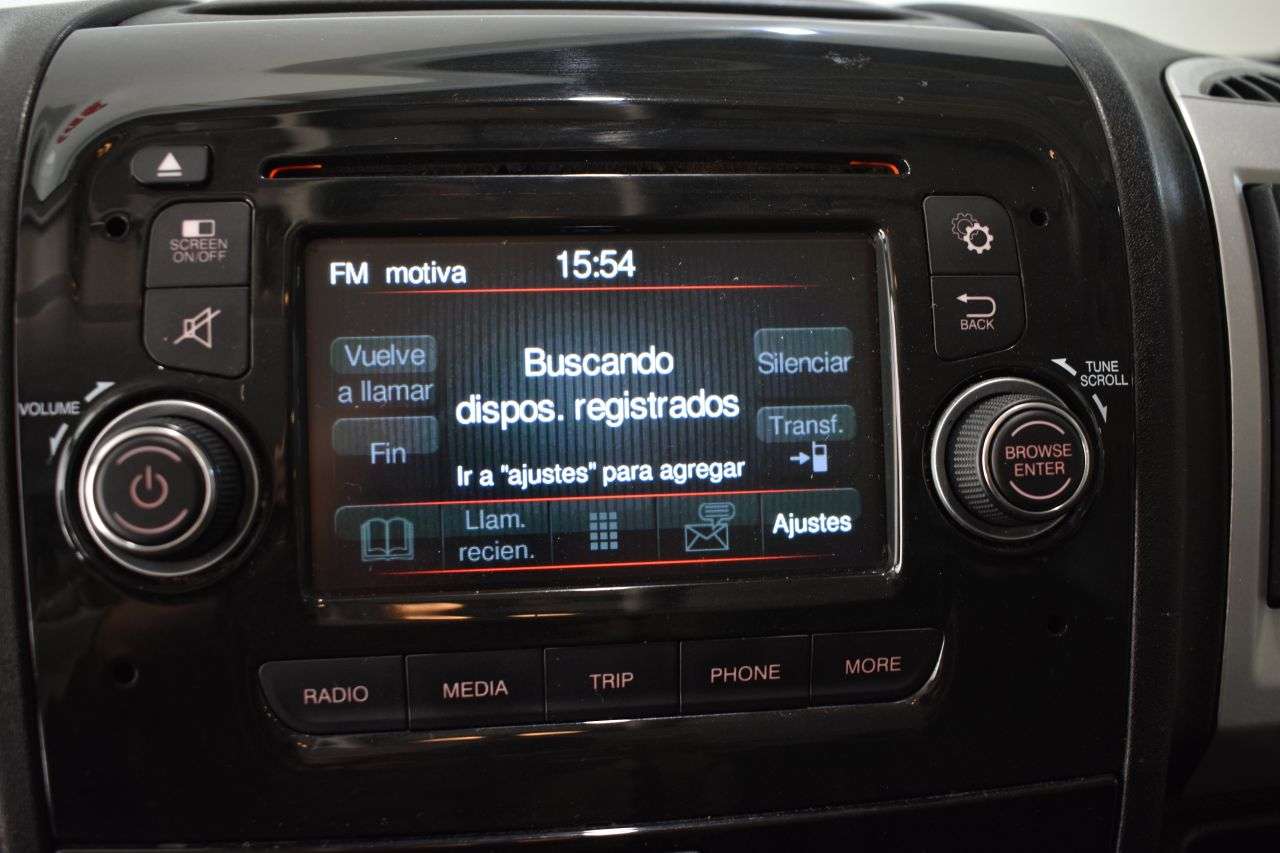 SCREEN
ON/OFF
VOLUME
FM motiva 15:54
Vuelve
a llamar
Fin
Buscando
dispos. registrados
Ir a "ajustes" para agregar
Silenciar
Transf.
Llam.
recien.
Ajustes
BACK
TUNE
SCROLL
BROWSE
ENTER
RADIO
MEDIA
TRIP
PHONE
MORE